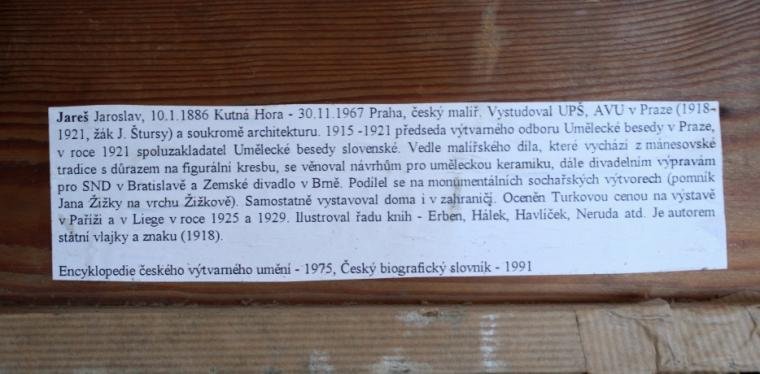 Jareš Jaroslav, 10.1.1886 Kutná Hora - 30.11.1967 Praha, český malíř. Vystudoval UPŠ, AVU v Praze (1918-
1921, žák J. Štursy) a soukromě architekturu. 1915 -1921 předseda výtvarného odboru Umělecké besedy v Praze,
v roce 1921 spoluzakladatel Umělecké besedy slovenské. Vedle malířského díla, které vychází z mánesovské
tradice s důrazem na figurální kresbu, se věnoval návrhům pro uměleckou keramiku, dále divadelním výpravám
pro SND v Bratislavě a Zemské divadlo v Brně. Podílel se na monumentálních sochařských výtvorech (pomník
Jana Žižky na vrchu Žižkově). Samostatně vystavoval doma i v zahraničí. Oceněn Turkovou cenou na výstavě
v Paříži a v Liege v roce 1925 a 1929. Ilustroval řadu knih - Erben, Hálek, Havlíček, Neruda atd. Je autorem
státní vlajky a znaku (1918).

Encyklopedie českého výtvarného umění - 1975, Český biografický slovník - 1991